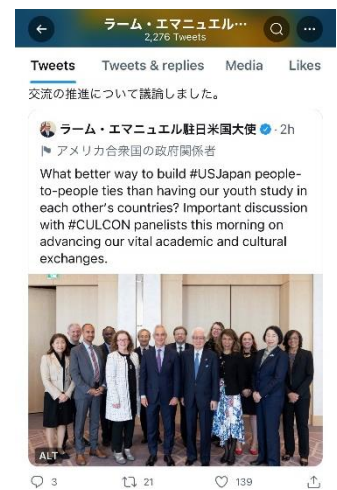 ラーム・エマニュエル…
2,276 Tweets
Tweets Tweets & replies Media Likes
交流の推進について議論しました。
ラーム・エマニュエル駐日米国大使 · 2h
アメリカ合衆国の政府関係者
What better way to build #USJapan people-
to-people ties than having our youth study in
each other's countries? Important discussion
with #CULCON panelists this morning on
advancing our vital academic and cultural
exchanges.
ALT
3 21 139